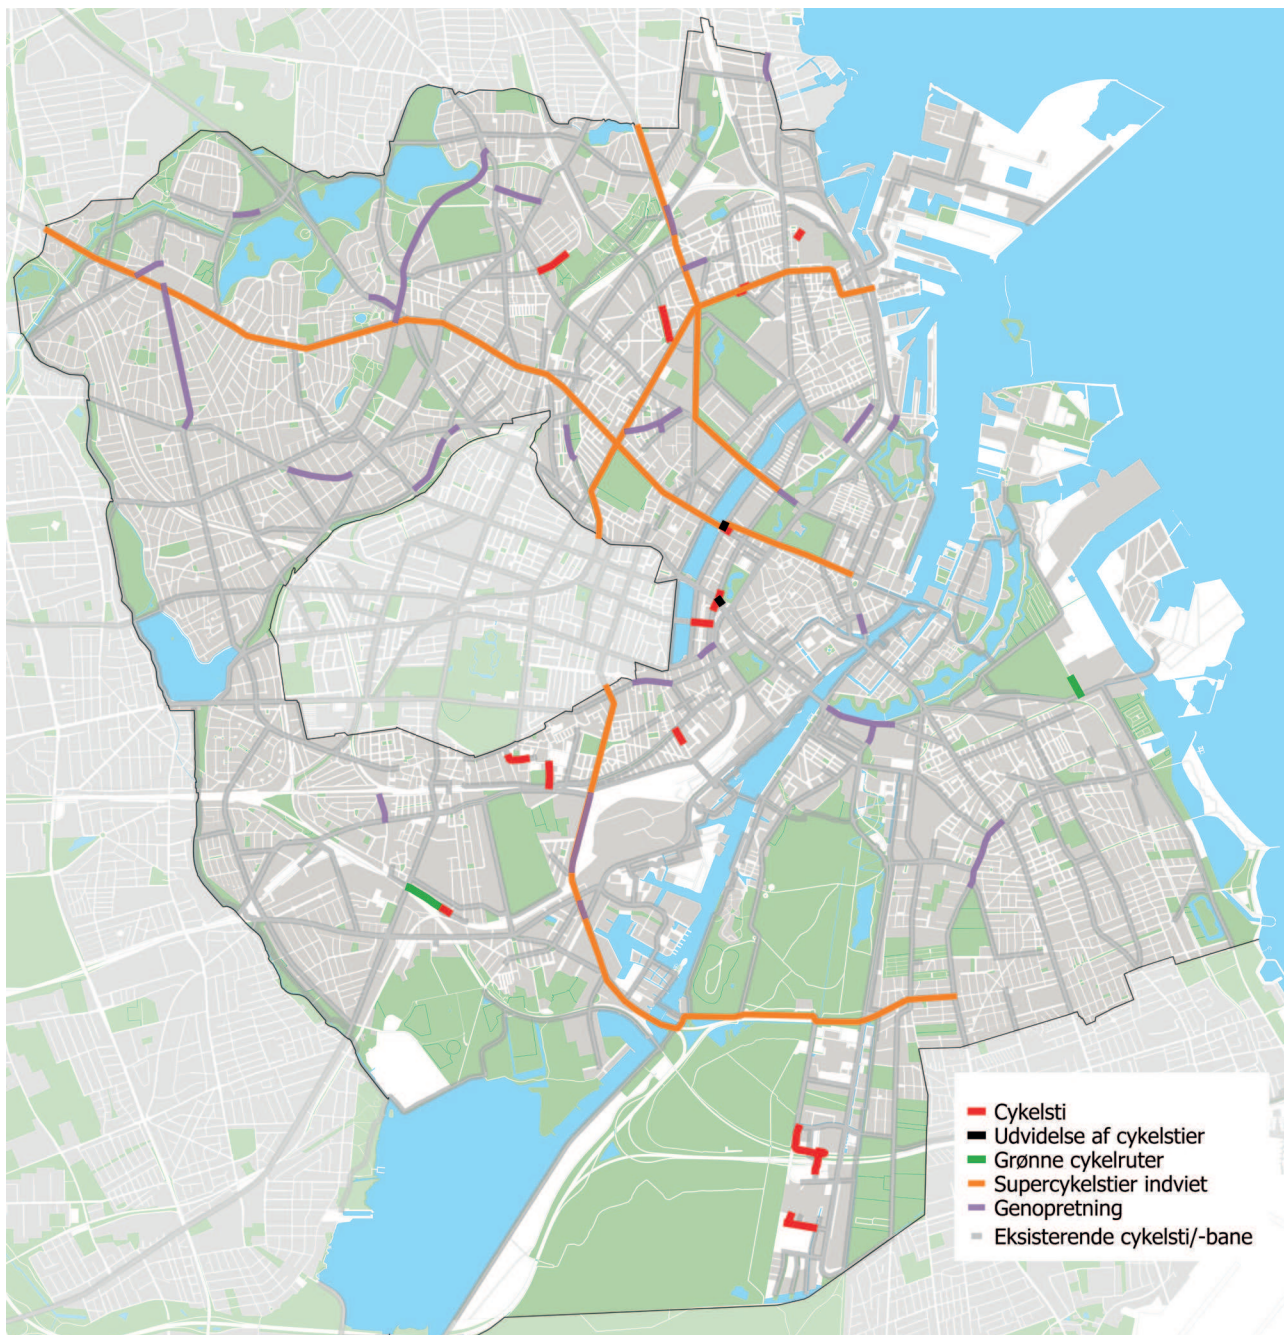 Cykelsti
Udvidelse af cykelstier
Grønne cykelruter
Supercykelstier indviet
Genopretning
Eksisterende cykelsti/-bane